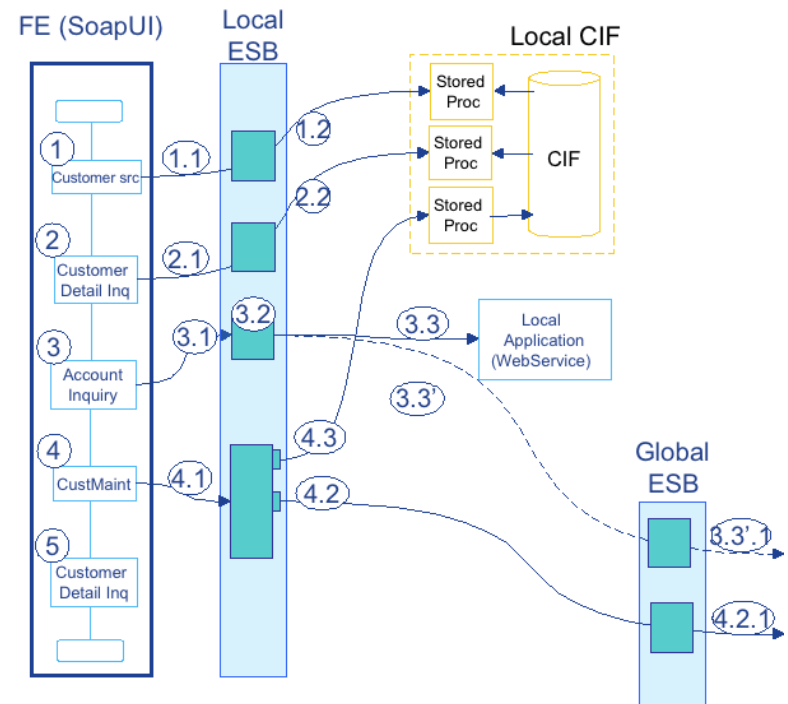 FE (SoapUI)
Local
ESB
Local CIF
Stored
Proc
Stored
Proc
Stored
Proc
CIF
1
Customer src
1.1
1.2
2
Customer
Detail Inq
2.1
2.2
3
Account
Inquiry
3.1
3.2
3.3
3.3'
Local
Application
(WebService)
4
CustMaint
4.1
4.3
4.2
Global
ESB
3.3'.1
4.2.1
5
Customer
Detail Inq